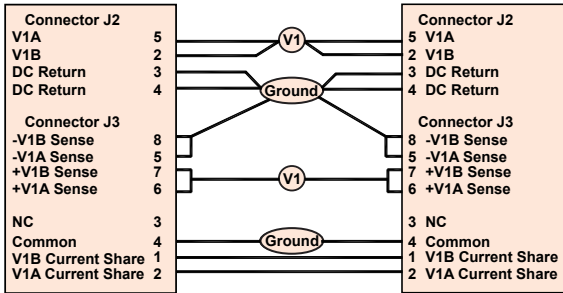 Connector J2
V1A 5
V1B 2
DC Return 3
DC Return 4
Connector J3
-V1B Sense 8
-V1A Sense 5
+V1B Sense 7
+V1A Sense 6
NC 3
Common 4
V1B Current Share 1
V1A Current Share 2
V1
Ground
V1
Ground
Connector J2
5 V1A
2 V1B
3 DC Return
4 DC Return
Connector J3
8 -V1B Sense
5 -V1A Sense
7 +V1B Sense
6 +V1A Sense
3 NC
4 Common
1 V1B Current Share
2 V1A Current Share